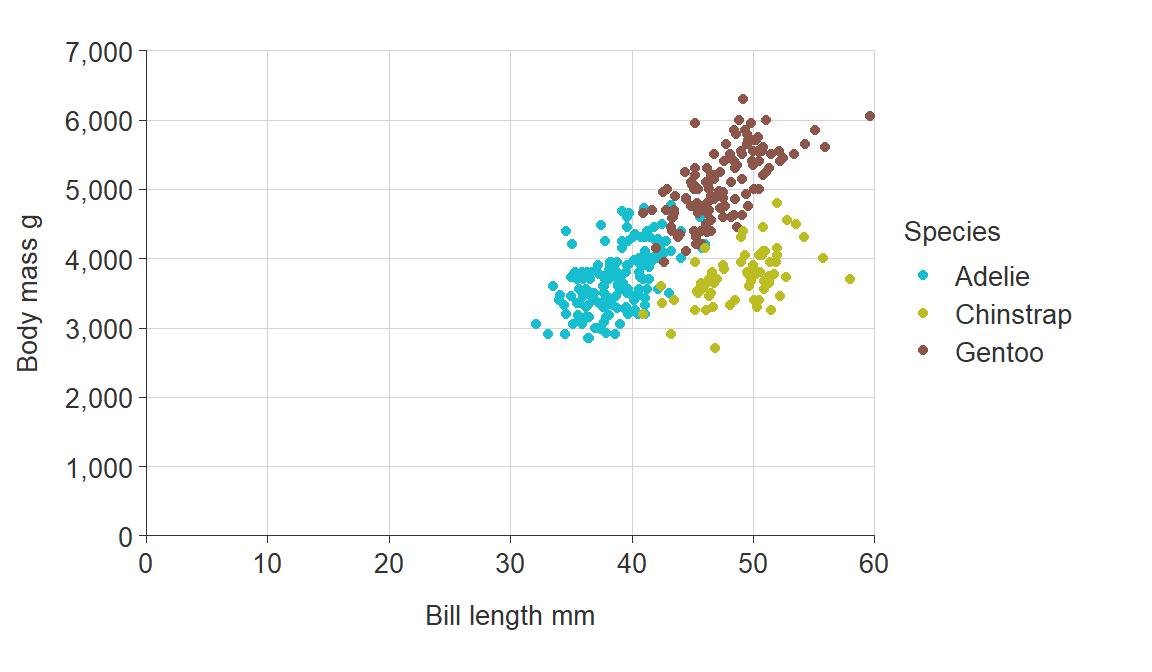 7,000
6,000
5,000
4,000
3,000
2,000
1,000
0
Body mass g
0 10 20 30 40 50 60
Bill length mm
Species
Adelie
Chinstrap
Gentoo